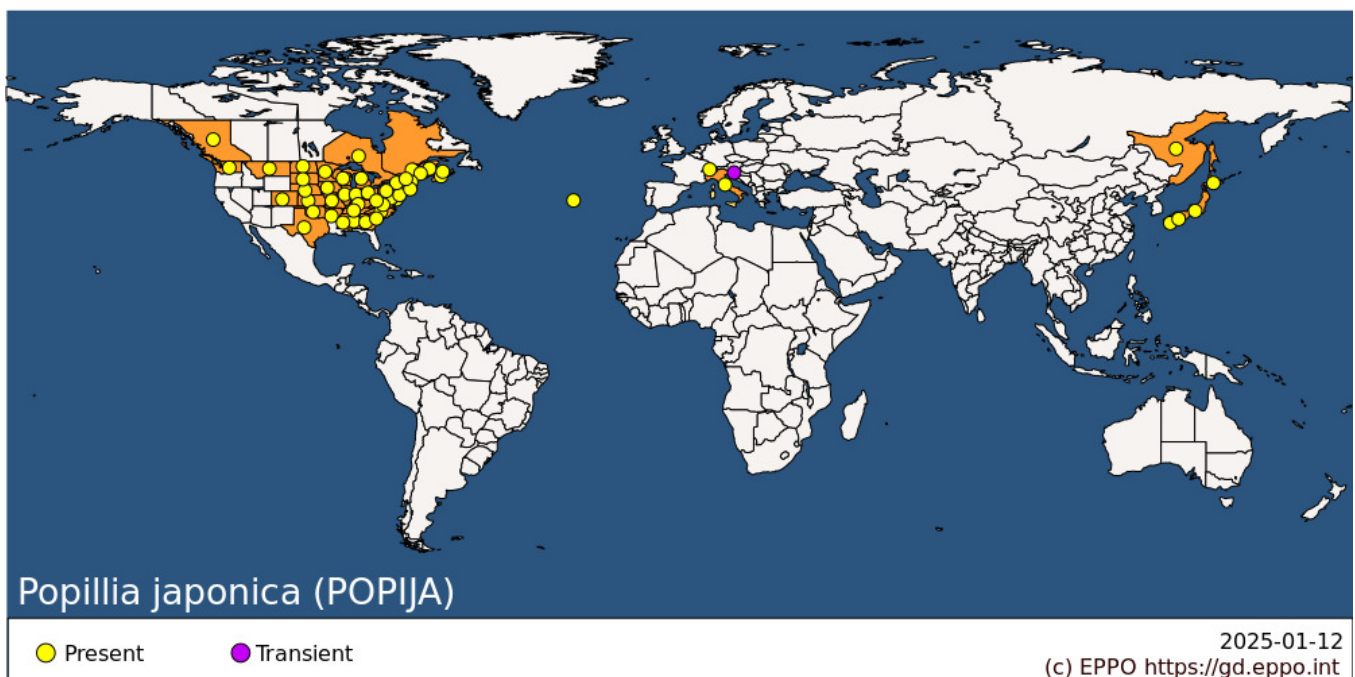 Popillia japonica (POPIJA)
Present
Transient
2025-01-12
(c) EPPO https://gd.eppo.int